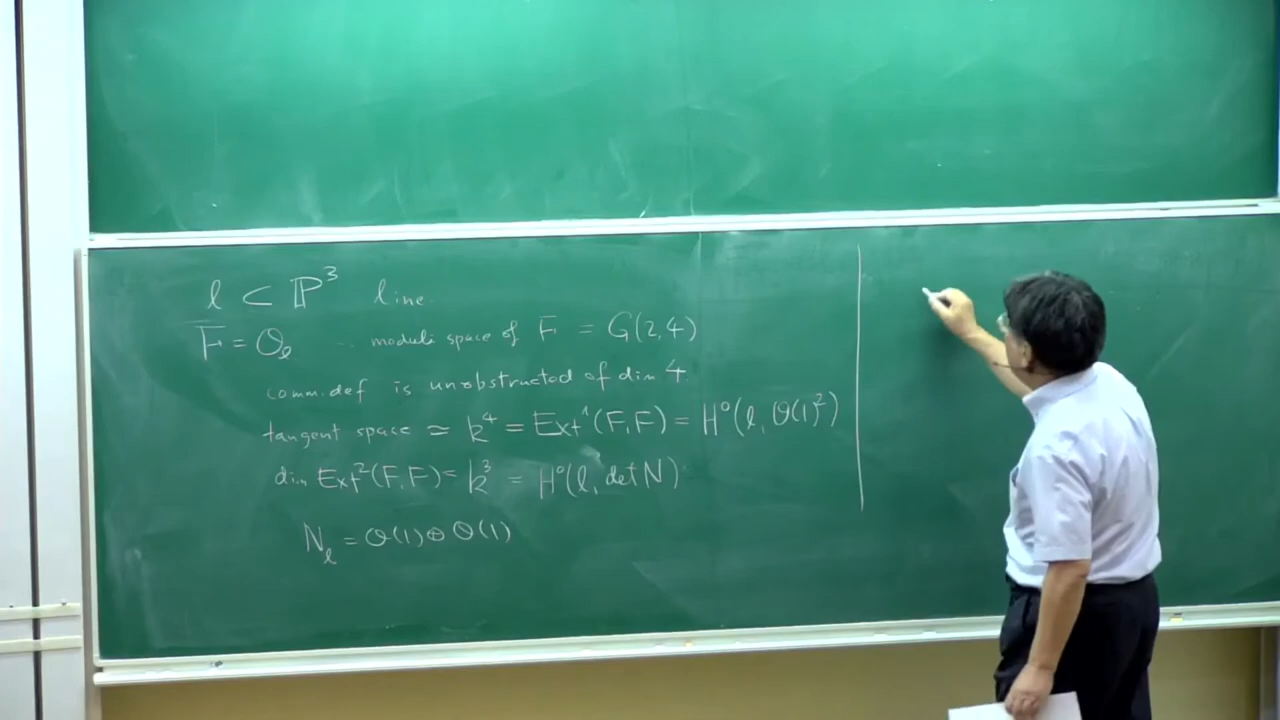 l ⊂ ℙ³ line
F = 𝒪_l ... moduli space of F = G(2,4)
comm. def is unobstructed of dim 4.
tangent space ≃ k⁴ = Ext¹(F,F) = H⁰(l, 𝒪(1)²)
dim Ext²(F,F) = k³ = H⁰(l, det N)
N_l = 𝒪(1) ⊕ 𝒪(1)